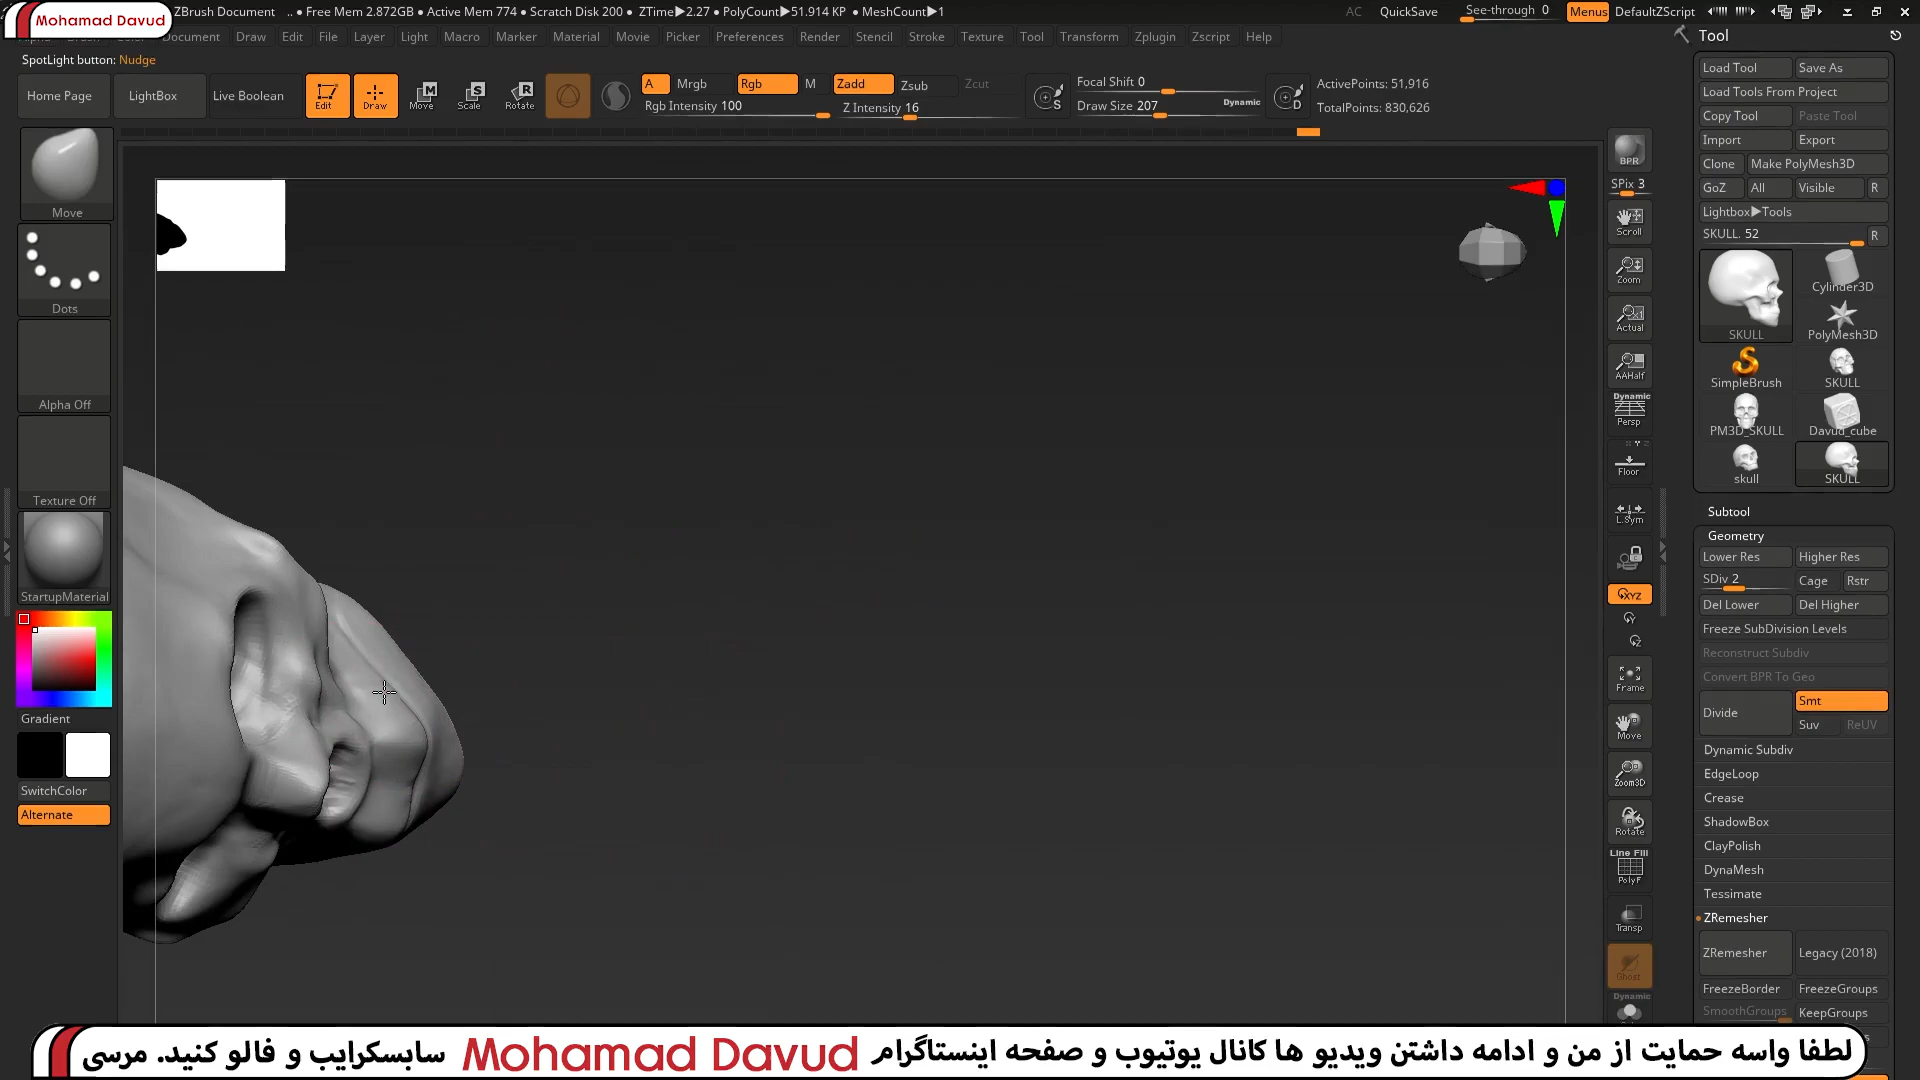 Mohamad Davud
ZBrush Document
.. • Free Mem 2.872GB • Active Mem 774 • Scratch Disk 200 • ZTime▶2.27 • PolyCount▶51.914 KP • MeshCount▶1
AC
QuickSave
See-through 0
Menus
DefaultZScript
Document Draw Edit File Layer Light Macro Marker Material Movie Picker Preferences Render Stencil Stroke Texture Tool Transform Zplugin Zscript Help
SpotLight button: Nudge
Home Page
LightBox
Live Boolean
Edit
Draw
Move
Scale
Rotate
A
Mrgb
Rgb
M
Zadd
Zsub
Zcut
Rgb Intensity 100
Z Intensity 16
S
Focal Shift 0
Draw Size 207
Dynamic
D
ActivePoints: 51,916
TotalPoints: 830,626
Move
Dots
Alpha Off
Texture Off
StartupMaterial
Gradient
SwitchColor
Alternate
BPR
SPix 3
Scroll
Zoom
Actual
AAHalf
Dynamic
Persp
Floor
L.Sym
XYZ
Y
Z
Frame
Move
Zoom3D
Rotate
Line Fill
PolyF
Transp
Ghost
Dynamic
Tool
Load Tool
Save As
Load Tools From Project
Copy Tool
Paste Tool
Import
Export
Clone
Make PolyMesh3D
GoZ
All
Visible
R
Lightbox▶Tools
SKULL. 52
R
SKULL
Cylinder3D
PolyMesh3D
SimpleBrush
SKULL
PM3D_SKULL
Davud_cube
skull
SKULL
Subtool
Geometry
Lower Res
Higher Res
SDiv 2
Cage
Rstr
Del Lower
Del Higher
Freeze SubDivision Levels
Reconstruct Subdiv
Convert BPR To Geo
Divide
Smt
Suv
ReUV
Dynamic Subdiv
EdgeLoop
Crease
ShadowBox
ClayPolish
DynaMesh
Tessimate
ZRemesher
ZRemesher
Legacy (2018)
FreezeBorder
FreezeGroups
SmoothGroups
KeepGroups
لطفا واسه حمایت از من و ادامه داشتن ویدیو ها کانال یوتیوب و صفحه اینستاگرام Mohamad Davud سابسکرایب و فالو کنید. مرسی